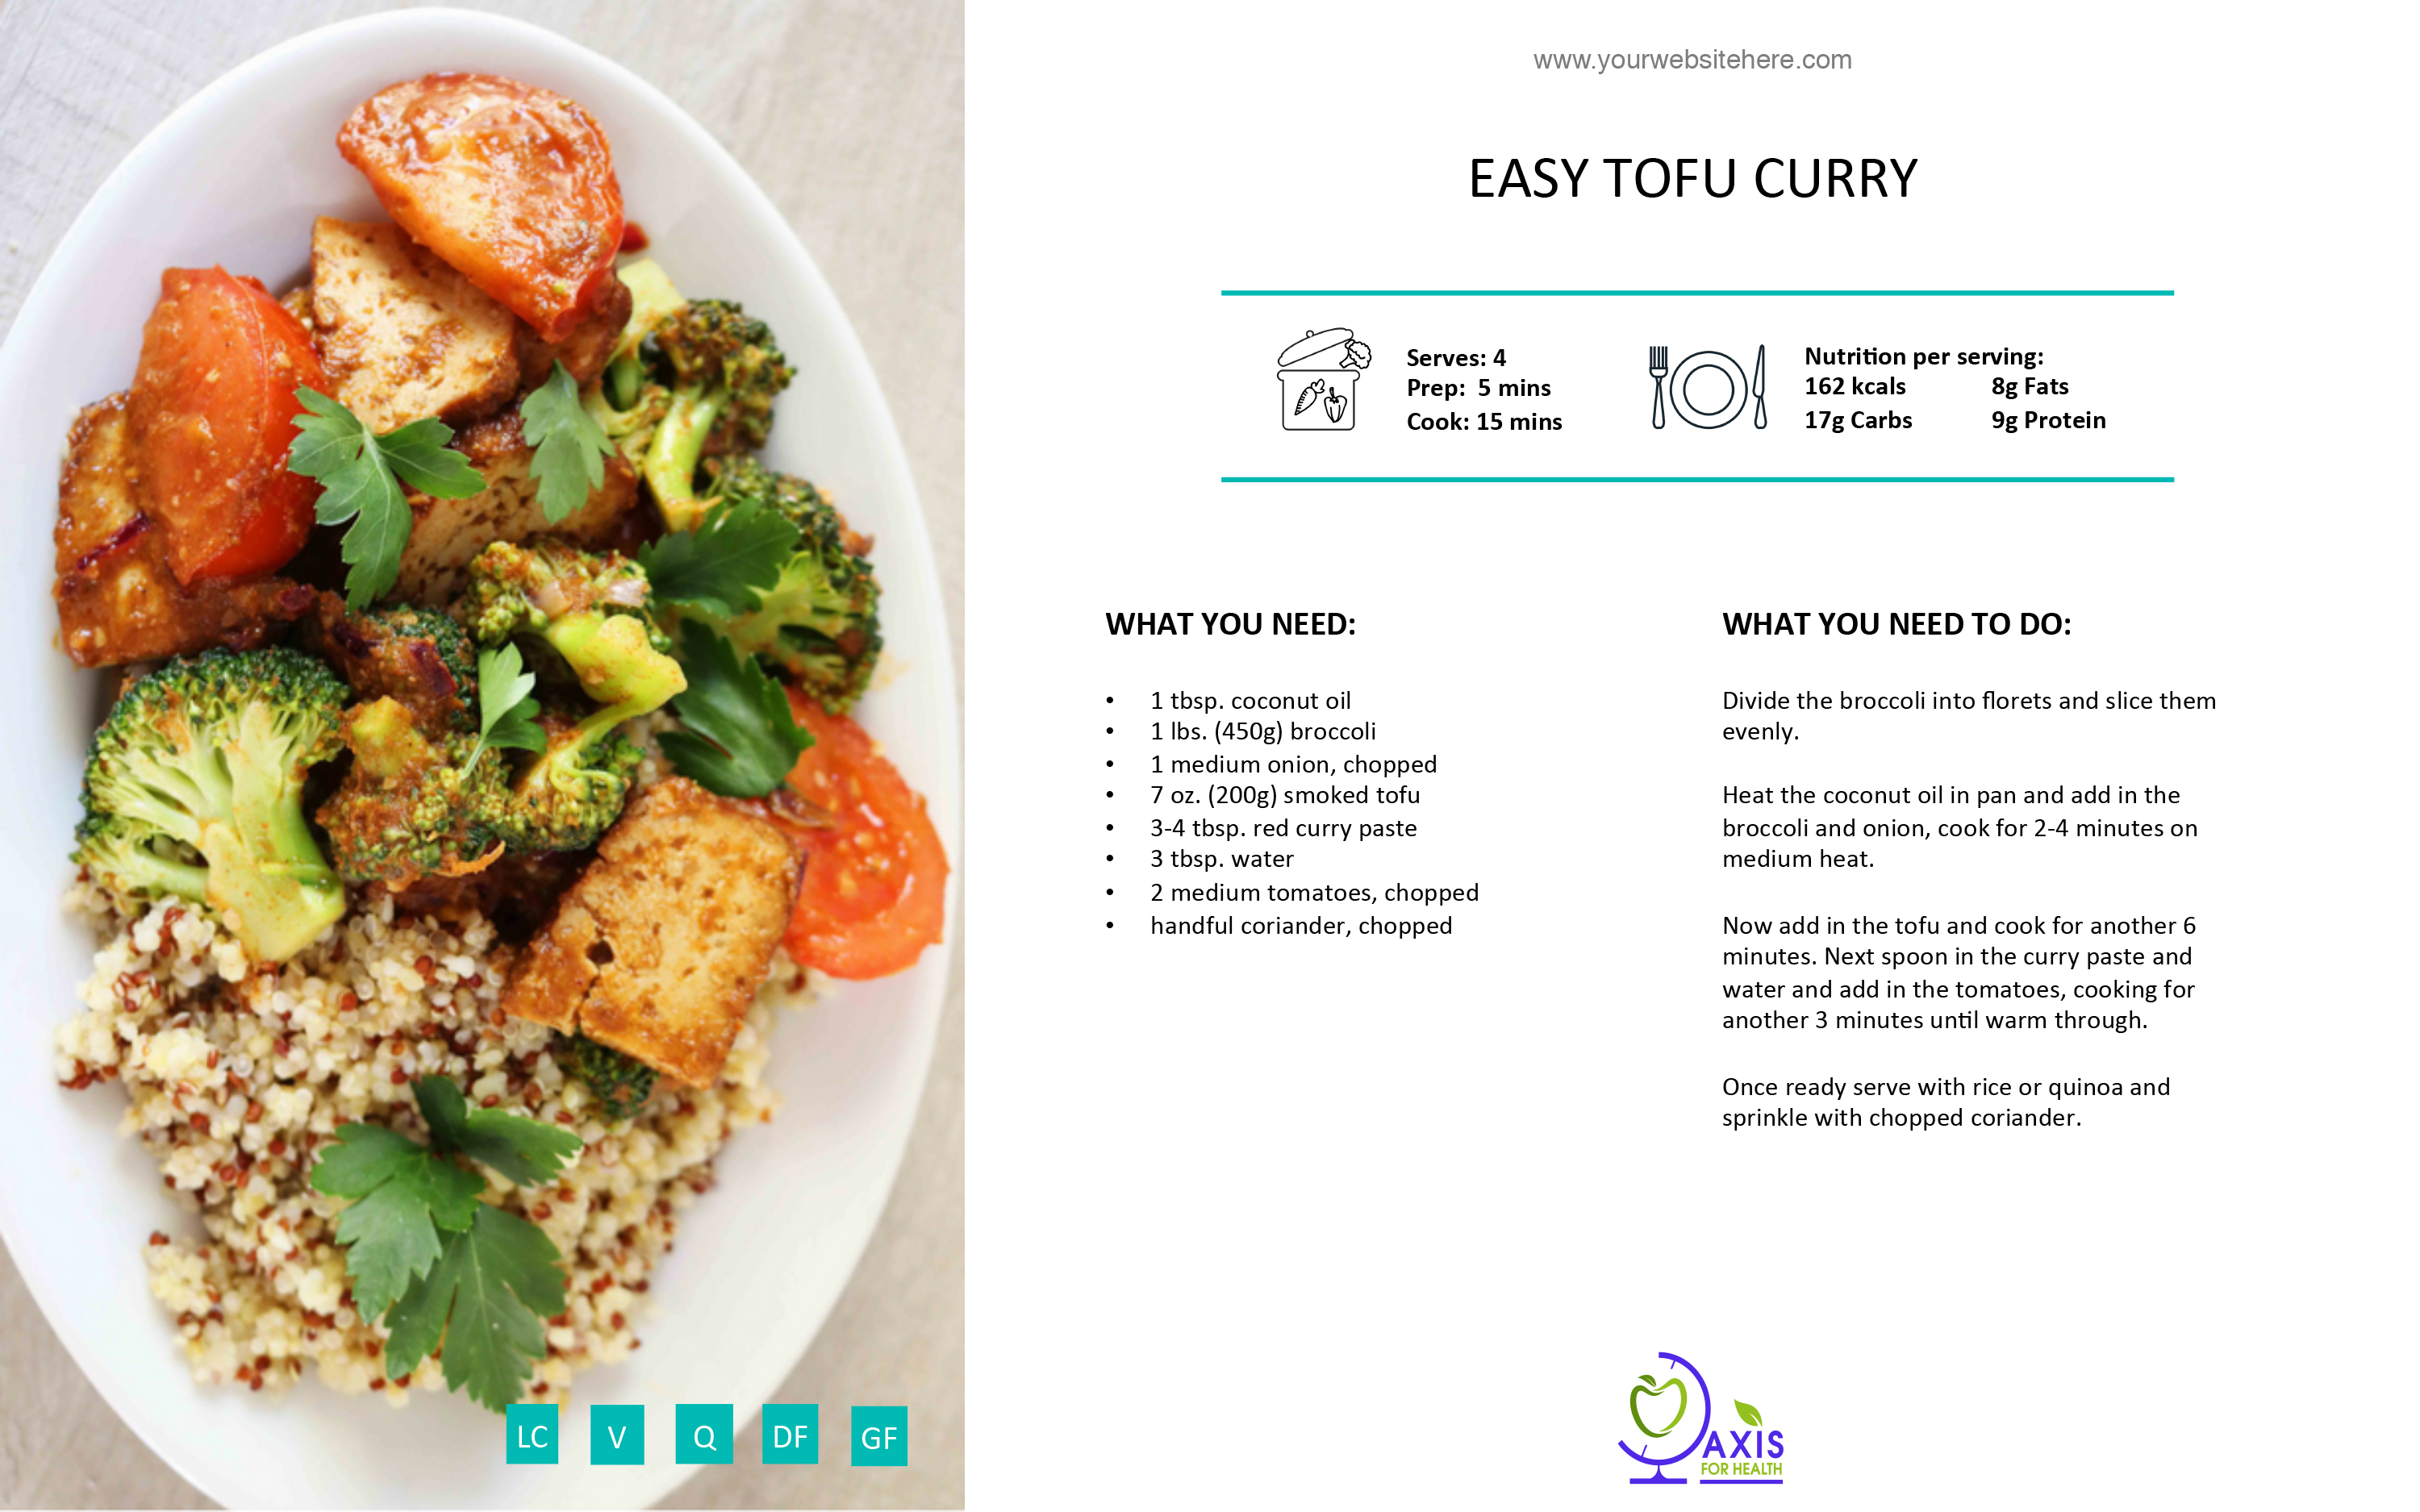 www.yourwebsitehere.com
EASY TOFU CURRY
Serves: 4
Prep: 5 mins
Cook: 15 mins
Nutrition per serving:
162 kcals 8g Fats
17g Carbs 9g Protein
WHAT YOU NEED:
• 1 tbsp. coconut oil
• 1 lbs. (450g) broccoli
• 1 medium onion, chopped
• 7 oz. (200g) smoked tofu
• 3-4 tbsp. red curry paste
• 3 tbsp. water
• 2 medium tomatoes, chopped
• handful coriander, chopped
WHAT YOU NEED TO DO:
Divide the broccoli into florets and slice them
evenly.
Heat the coconut oil in pan and add in the
broccoli and onion, cook for 2-4 minutes on
medium heat.
Now add in the tofu and cook for another 6
minutes. Next spoon in the curry paste and
water and add in the tomatoes, cooking for
another 3 minutes until warm through.
Once ready serve with rice or quinoa and
sprinkle with chopped coriander.
LC V Q DF GF
AXIS
FOR HEALTH